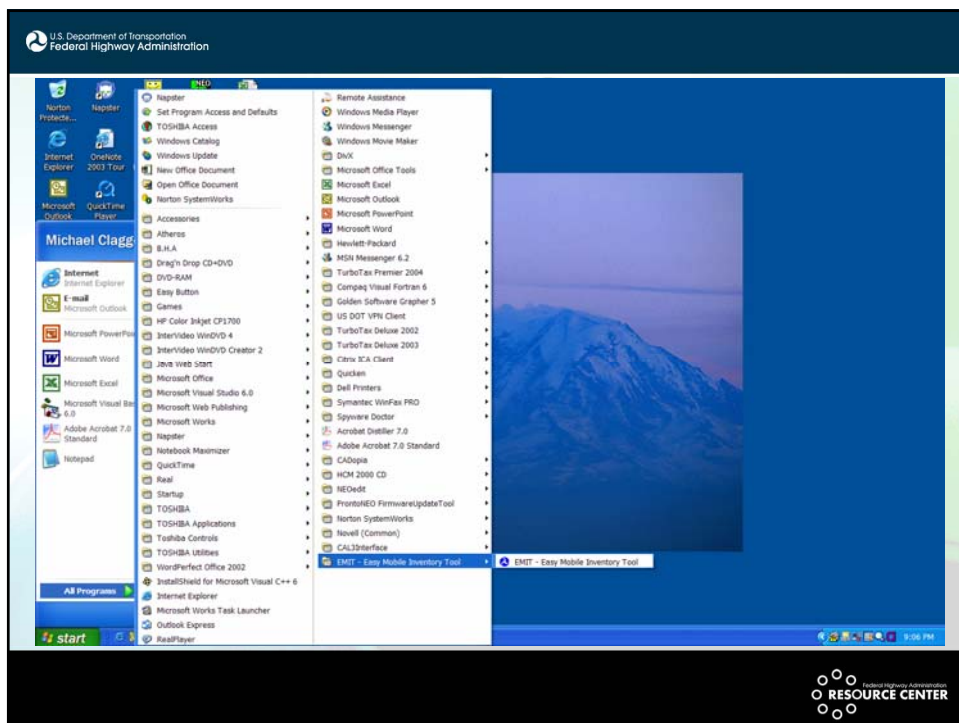 U.S. Department of Transportation
Federal Highway Administration
NEO
Norton Protecte...
Napster
Internet Explorer
OneNote 2003 Tour
Microsoft Outlook
QuickTime Player
Michael Clagg
Internet
Internet Explorer
E-mail
Microsoft Outlook
Microsoft PowerPoi
Microsoft Word
Microsoft Excel
Microsoft Visual Bas
6.0
Adobe Acrobat 7.0
Standard
Notepad
All Programs
start
Napster
Set Program Access and Defaults
TOSHIBA Access
Windows Catalog
Windows Update
New Office Document
Open Office Document
Norton SystemWorks
Accessories
Atheros
B.H.A
Drag'n Drop CD+DVD
DVD-RAM
Easy Button
Games
HP Color Inkjet CP1700
InterVideo WinDVD 4
InterVideo WinDVD Creator 2
Java Web Start
Microsoft Office
Microsoft Visual Studio 6.0
Microsoft Web Publishing
Microsoft Works
Napster
Notebook Maximizer
QuickTime
Real
Startup
TOSHIBA
TOSHIBA Applications
Toshiba Controls
TOSHIBA Utilities
WordPerfect Office 2002
InstallShield for Microsoft Visual C++ 6
Internet Explorer
Microsoft Works Task Launcher
Outlook Express
RealPlayer
Remote Assistance
Windows Media Player
Windows Messenger
Windows Movie Maker
DivX
Microsoft Office Tools
Microsoft Excel
Microsoft Outlook
Microsoft PowerPoint
Microsoft Word
Hewlett-Packard
MSN Messenger 6.2
TurboTax Premier 2004
Compaq Visual Fortran 6
Golden Software Grapher 5
US DOT VPN Client
TurboTax Deluxe 2002
TurboTax Deluxe 2003
Citrix ICA Client
Quicken
Dell Printers
Symantec WinFax PRO
Spyware Doctor
Acrobat Distiller 7.0
Adobe Acrobat 7.0 Standard
CADopia
HCM 2000 CD
NEOedit
FrontoNEO FirmwareUpdateTool
Norton SystemWorks
Novell (Common)
CAL3Interface
EMIT - Easy Mobile Inventory Tool
EMIT - Easy Mobile Inventory Tool
9:06 PM
Federal Highway Administration
RESOURCE CENTER